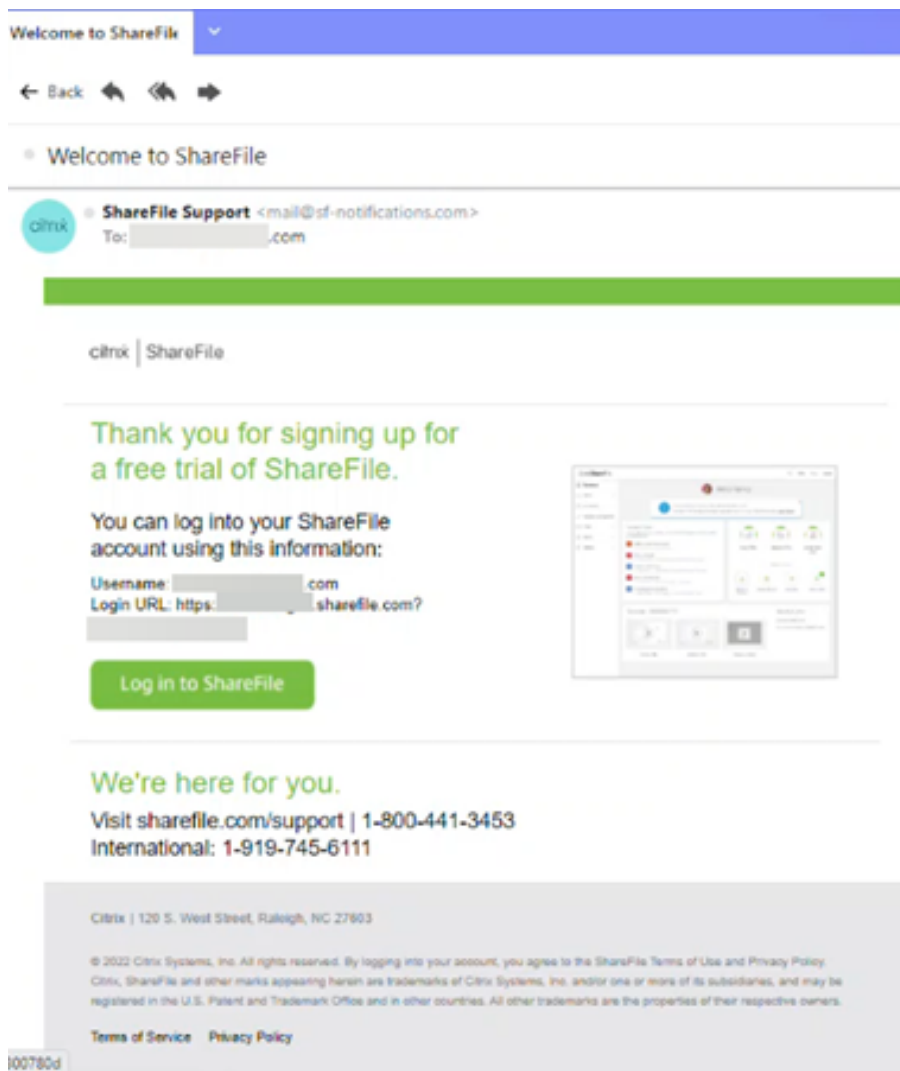 Welcome to ShareFile
← Back
Welcome to ShareFile
citrix
ShareFile Support <mail@sf-notifications.com>
To: .com
citrix | ShareFile
Thank you for signing up for
a free trial of ShareFile.
You can log into your ShareFile
account using this information:
Username: .com
Login URL: https: .sharefile.com?
Log in to ShareFile
We're here for you.
Visit sharefile.com/support | 1-800-441-3453
International: 1-919-745-6111
Citrix | 120 S. West Street, Raleigh, NC 27603
© 2022 Citrix Systems, Inc. All rights reserved. By logging into your account, you agree to the ShareFile Terms of Use and Privacy Policy.
Citrix, ShareFile and other marks appearing herein are trademarks of Citrix Systems, Inc. and/or one or more of its subsidiaries, and may be
registered in the U.S. Patent and Trademark Office and in other countries. All other trademarks are the properties of their respective owners.
Terms of Service Privacy Policy
300780d